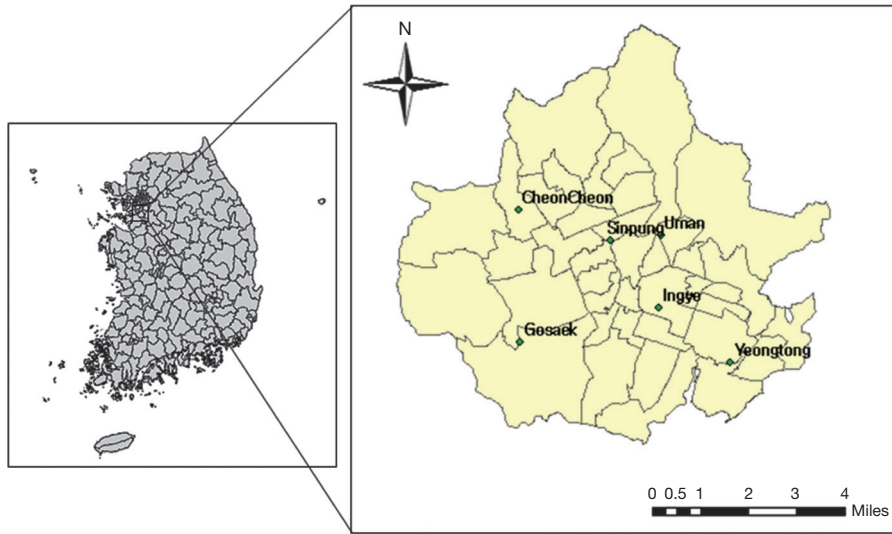 N
CheonCheon
Sinpung
Uman
Ingye
Gosaek
Yeongtong
0 0.5 1 2 3 4
Miles